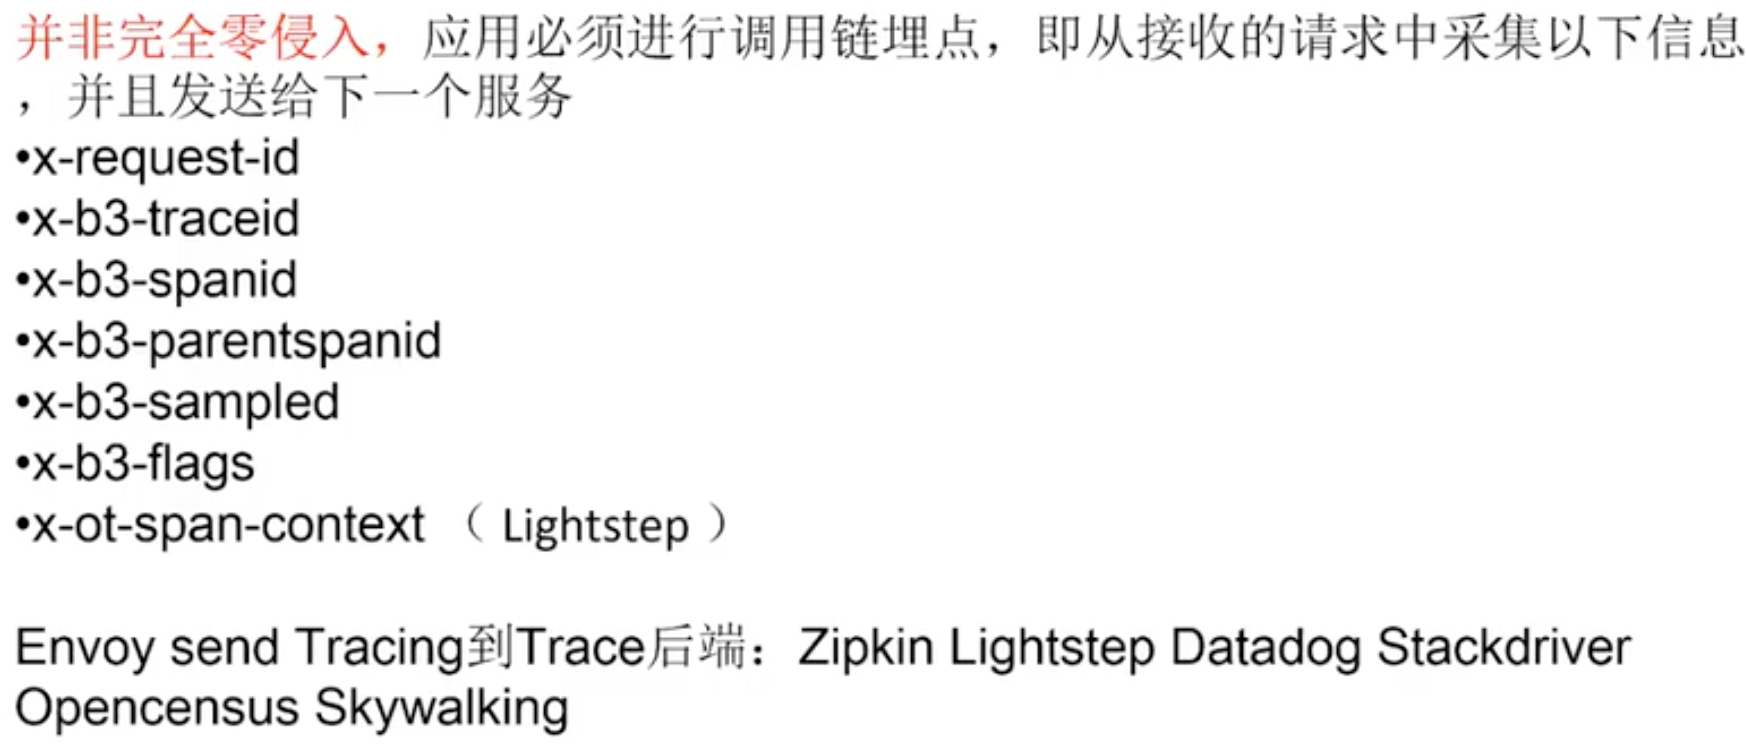 并非完全零侵入，应用必须进行调用链埋点，即从接收的请求中采集以下信息
，并且发送给下一个服务
•x-request-id
•x-b3-traceid
•x-b3-spanid
•x-b3-parentspanid
•x-b3-sampled
•x-b3-flags
•x-ot-span-context （ Lightstep ）
Envoy send Tracing到Trace后端：Zipkin Lightstep Datadog Stackdriver
Opencensus Skywalking